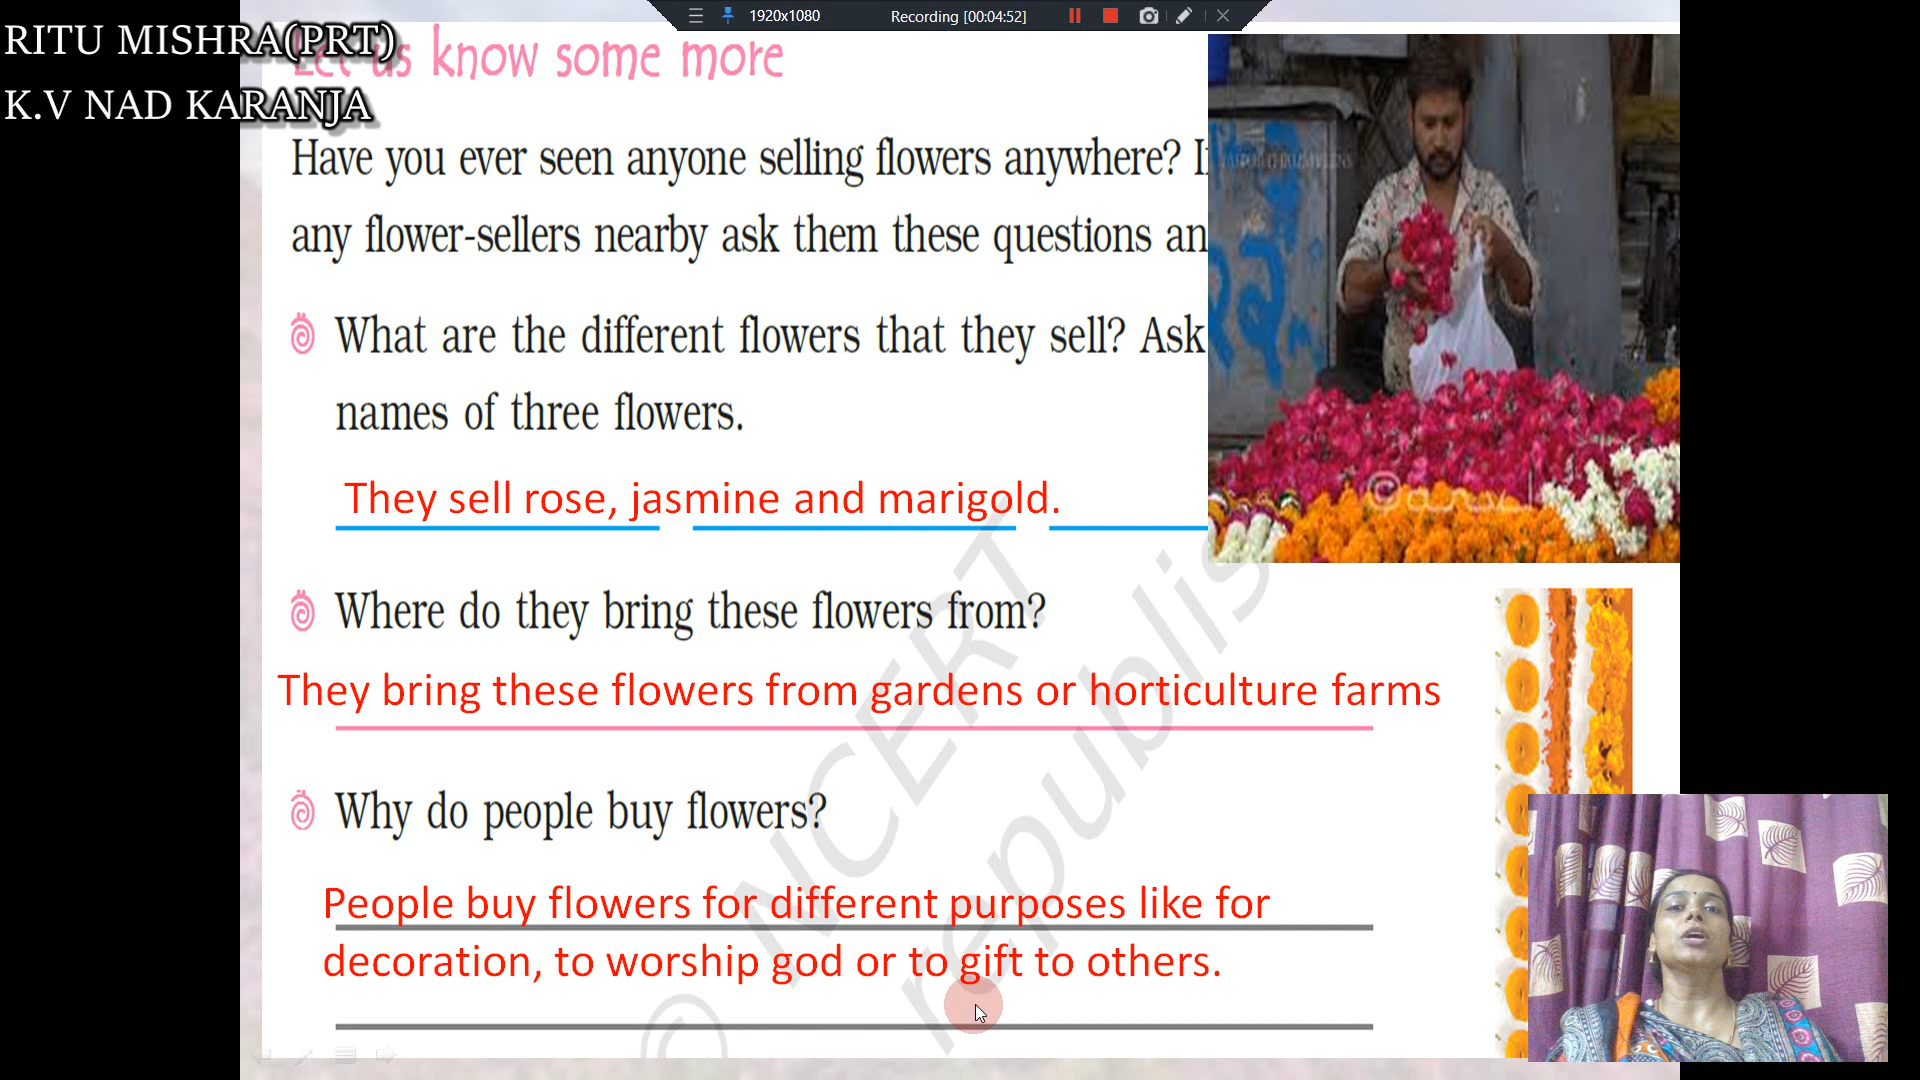 1920x1080
Recording [00:04:52]
RITU MISHRA(PRT)
K.V NAD KARANJA
Let us know some more
Have you ever seen anyone selling flowers anywhere?
any flower-sellers nearby ask them these questions an
What are the different flowers that they sell? Ask
names of three flowers.
They sell rose, jasmine and marigold.
Where do they bring these flowers from?
They bring these flowers from gardens or horticulture farms
Why do people buy flowers?
People buy flowers for different purposes like for
decoration, to worship god or to gift to others.
© NCERT
republis